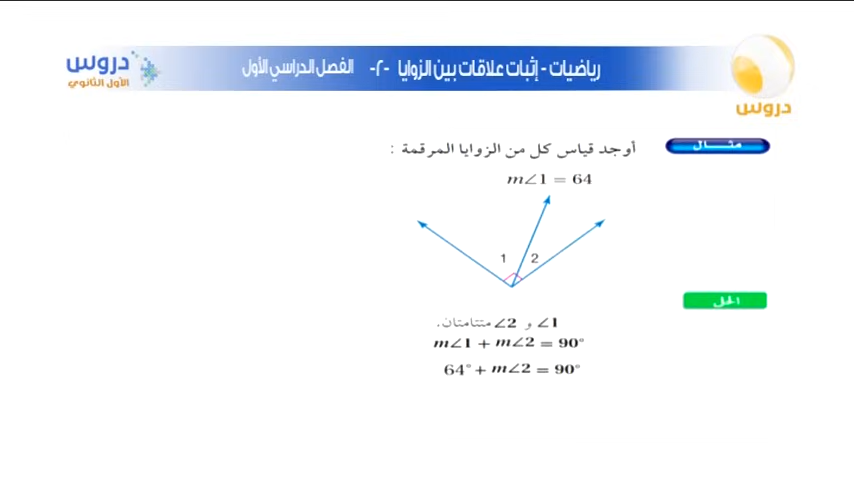 دروس
الأول الثانوي
رياضيات - إثبات علاقات بين الزوايا -٢- الفصل الدراسي الأول
دروس
مثال
أوجد قياس كل من الزوايا المرقمة :
m∠1 = 64
1 2
الحل
∠1 و ∠2 متتامتان.
m∠1 + m∠2 = 90°
64° + m∠2 = 90°